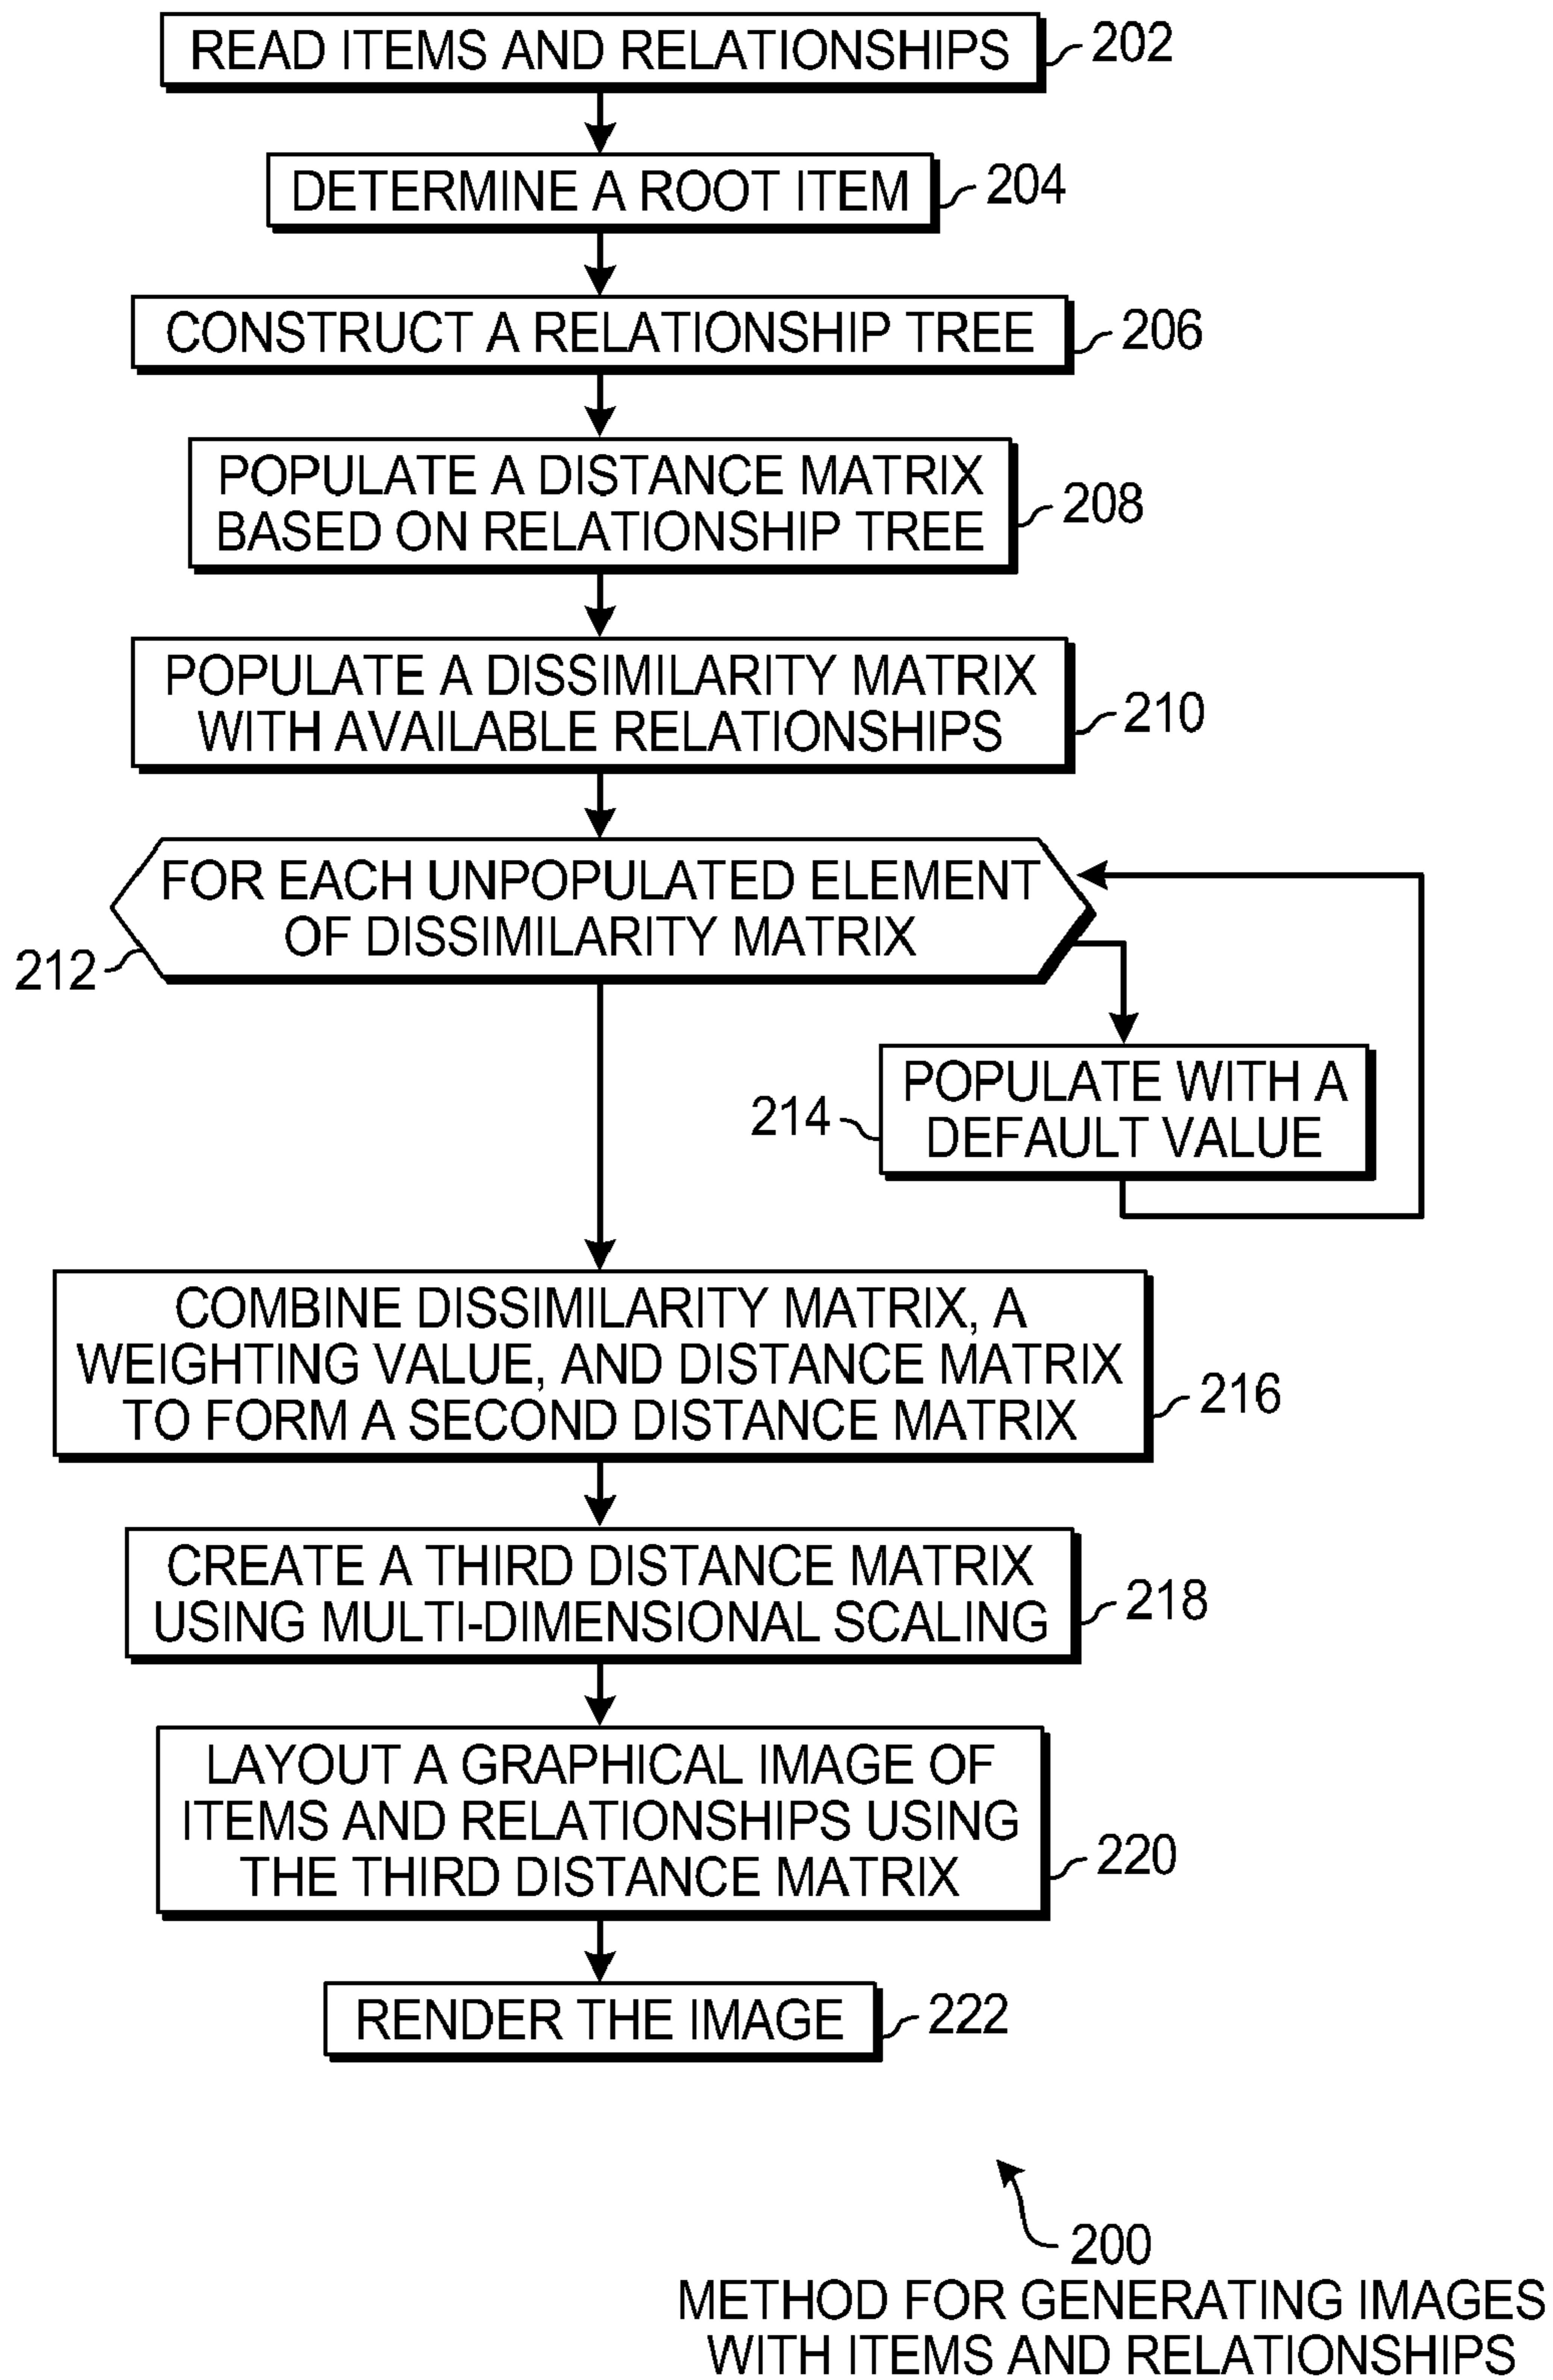 READ ITEMS AND RELATIONSHIPS
202
DETERMINE A ROOT ITEM
204
CONSTRUCT A RELATIONSHIP TREE
206
POPULATE A DISTANCE MATRIX
BASED ON RELATIONSHIP TREE
208
POPULATE A DISSIMILARITY MATRIX
WITH AVAILABLE RELATIONSHIPS
210
FOR EACH UNPOPULATED ELEMENT
OF DISSIMILARITY MATRIX
212
POPULATE WITH A
DEFAULT VALUE
214
COMBINE DISSIMILARITY MATRIX, A
WEIGHTING VALUE, AND DISTANCE MATRIX
TO FORM A SECOND DISTANCE MATRIX
216
CREATE A THIRD DISTANCE MATRIX
USING MULTI-DIMENSIONAL SCALING
218
LAYOUT A GRAPHICAL IMAGE OF
ITEMS AND RELATIONSHIPS USING
THE THIRD DISTANCE MATRIX
220
RENDER THE IMAGE
222
200
METHOD FOR GENERATING IMAGES
WITH ITEMS AND RELATIONSHIPS